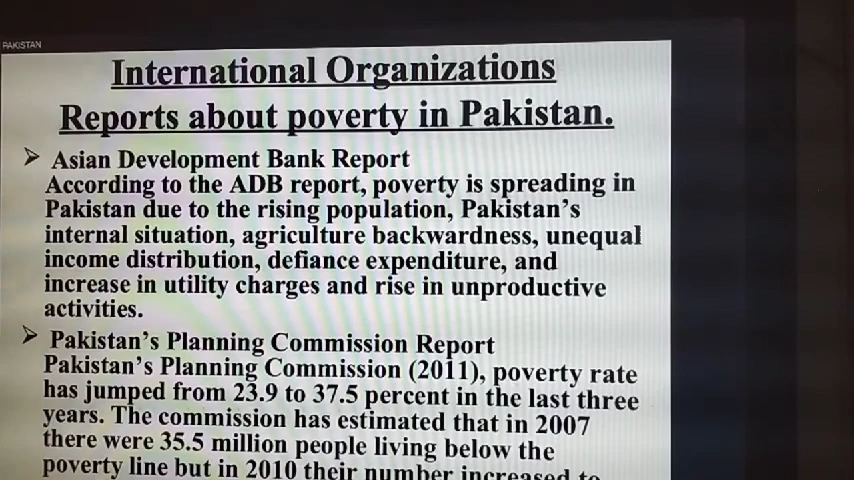 PAKISTAN
International Organizations
Reports about poverty in Pakistan.
➢ Asian Development Bank Report
According to the ADB report, poverty is spreading in
Pakistan due to the rising population, Pakistan's
internal situation, agriculture backwardness, unequal
income distribution, defiance expenditure, and
increase in utility charges and rise in unproductive
activities.
➢ Pakistan's Planning Commission Report
Pakistan's Planning Commission (2011), poverty rate
has jumped from 23.9 to 37.5 percent in the last three
years. The commission has estimated that in 2007
there were 35.5 million people living below the
poverty line but in 2010 their number increased to